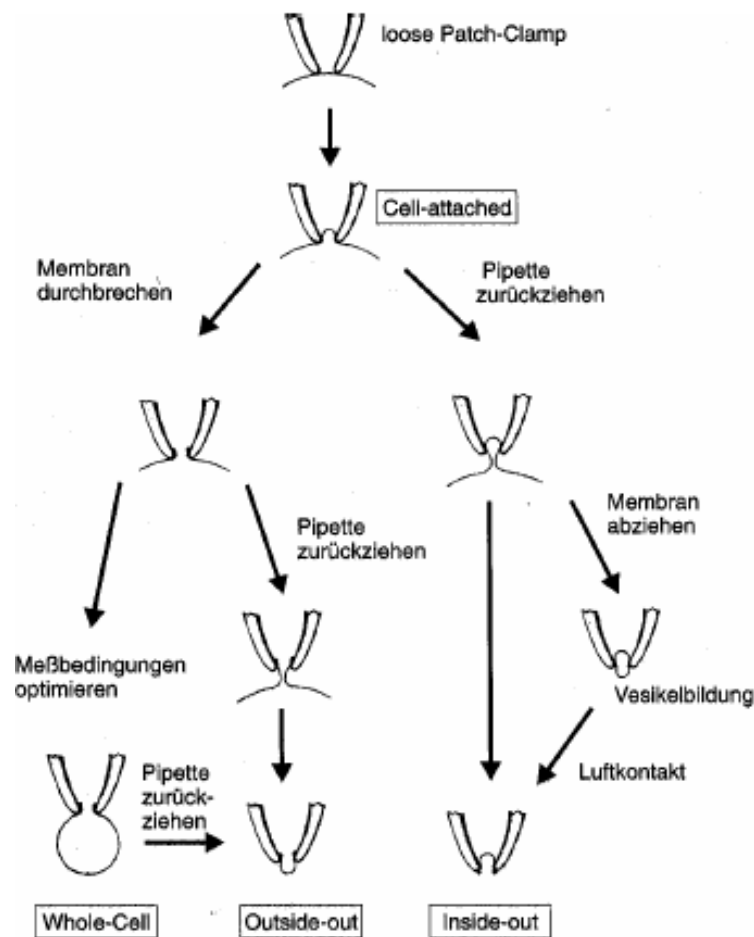 loose Patch-Clamp
Cell-attached
Membran
durchbrechen
Pipette
zurückziehen
Pipette
zurückziehen
Membran
abziehen
Meßbedingungen
optimieren
Vesikelbildung
Pipette
zurück-
ziehen
Luftkontakt
Whole-Cell
Outside-out
Inside-out